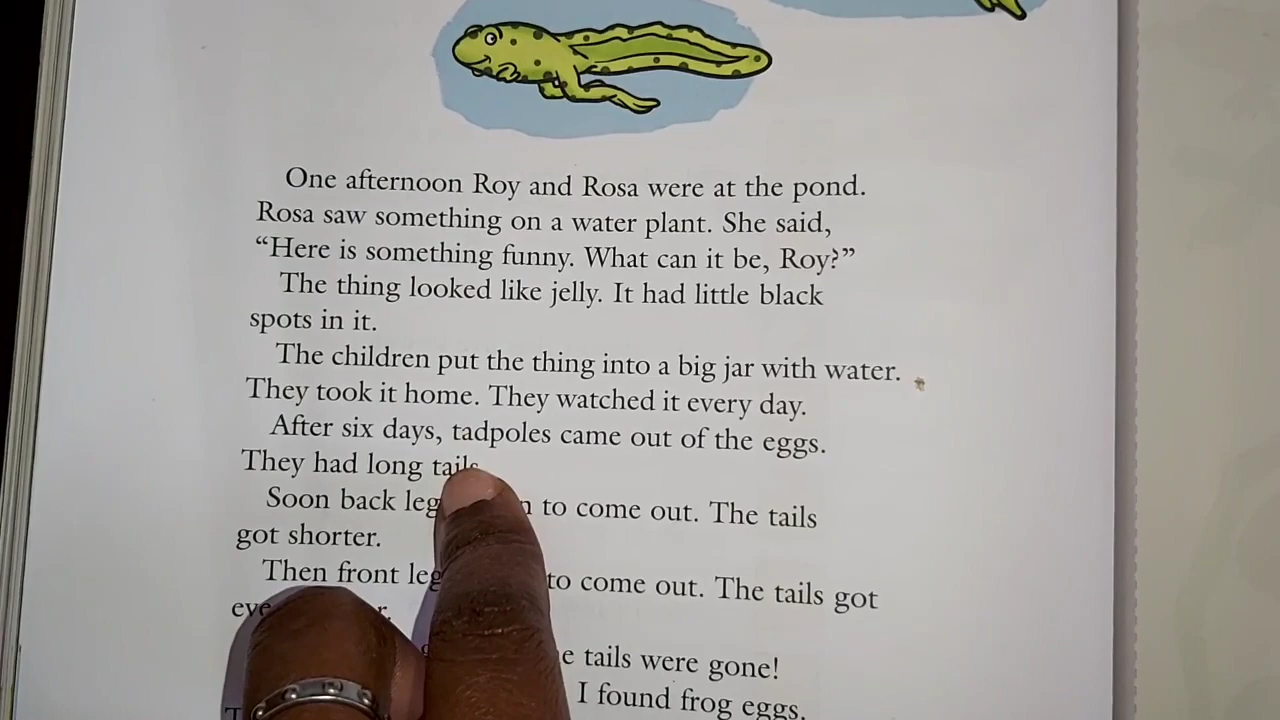 One afternoon Roy and Rosa were at the pond.
Rosa saw something on a water plant. She said,
“Here is something funny. What can it be, Roy?”
The thing looked like jelly. It had little black
spots in it.
The children put the thing into a big jar with water.
They took it home. They watched it every day.
After six days, tadpoles came out of the eggs.
They had long tails
Soon back to come out. The tails
got shorter.
Then front to come out. The tails got
tails were gone!
I found frog eggs.